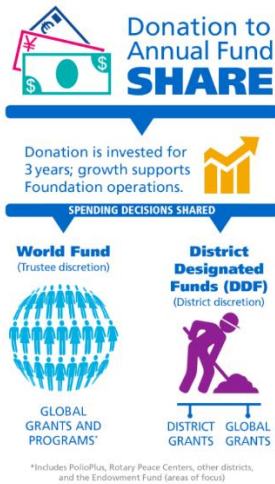 Donation to
Annual Fund
SHARE
$
¥
€
$
Donation is invested for
3 years; growth supports
Foundation operations.
SPENDING DECISIONS SHARED
World Fund
(Trustee discretion)
GLOBAL
GRANTS AND
PROGRAMS*
District
Designated
Funds (DDF)
(District discretion)
DISTRICT
GRANTS
GLOBAL
GRANTS
*Includes PolioPlus, Rotary Peace Centers, other districts,
and the Endowment Fund (areas of focus)